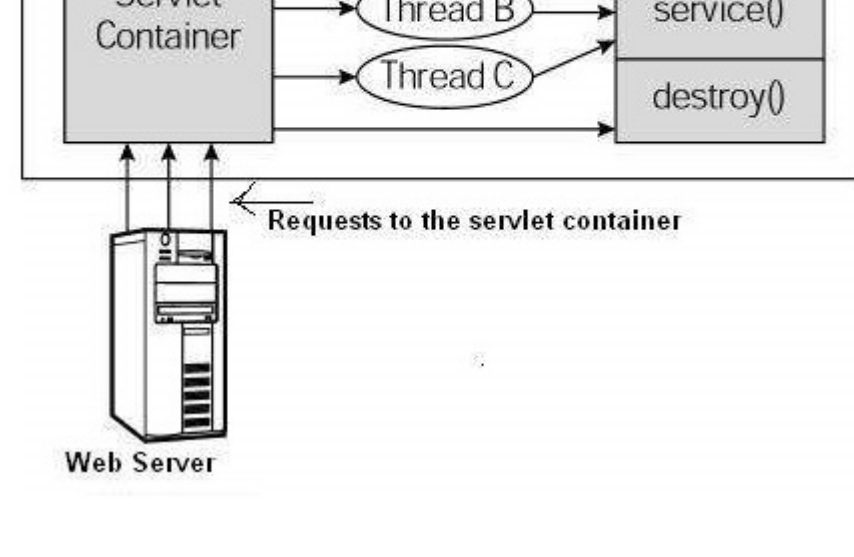 Servlet
Container
Thread B
service()
Thread C
destroy()
Requests to the servlet container
Web Server